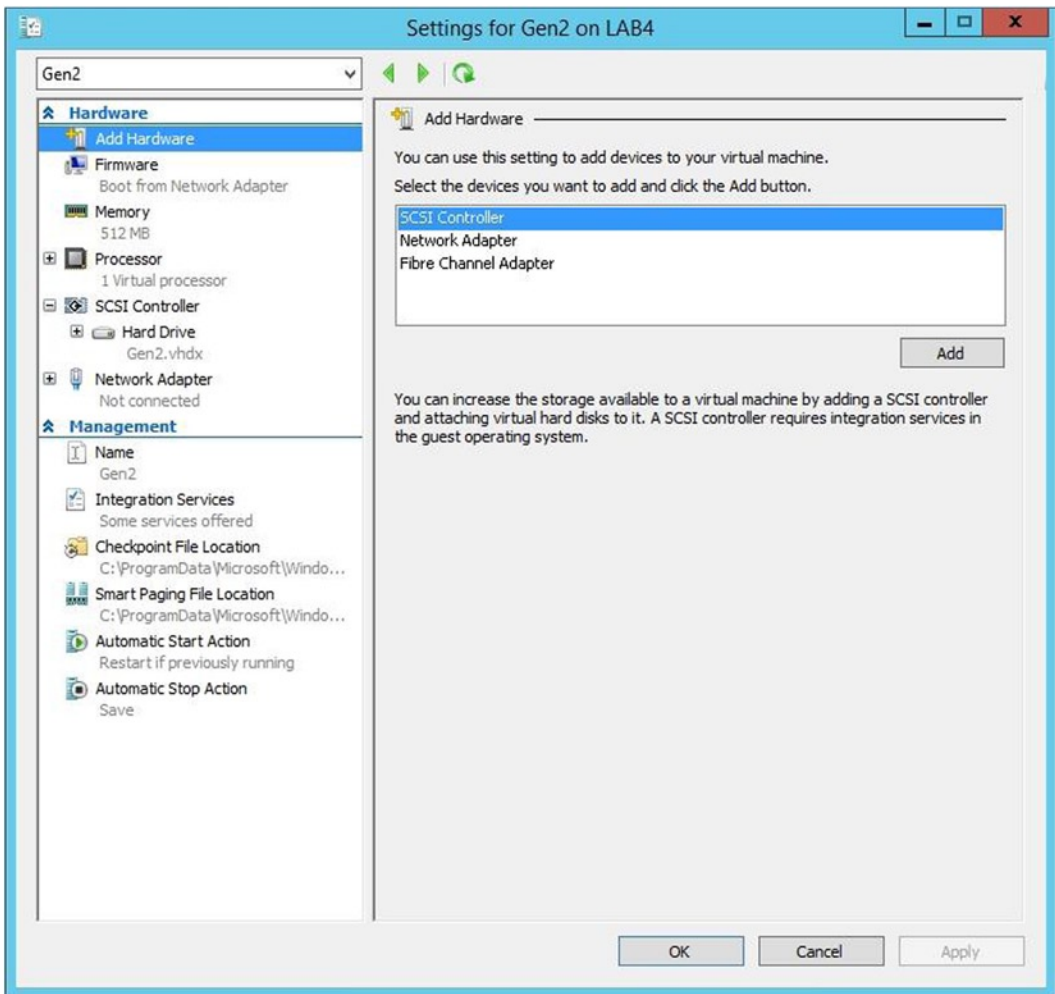 Settings for Gen2 on LAB4
Gen2
Hardware
Add Hardware
Firmware
Boot from Network Adapter
Memory
512 MB
Processor
1 Virtual processor
SCSI Controller
Hard Drive
Gen2.vhdx
Network Adapter
Not connected
Management
Name
Gen2
Integration Services
Some services offered
Checkpoint File Location
C:\ProgramData\Microsoft\Windo...
Smart Paging File Location
C:\ProgramData\Microsoft\Windo...
Automatic Start Action
Restart if previously running
Automatic Stop Action
Save
Add Hardware
You can use this setting to add devices to your virtual machine.
Select the devices you want to add and click the Add button.
SCSI Controller
Network Adapter
Fibre Channel Adapter
Add
You can increase the storage available to a virtual machine by adding a SCSI controller
and attaching virtual hard disks to it. A SCSI controller requires integration services in
the guest operating system.
OK
Cancel
Apply